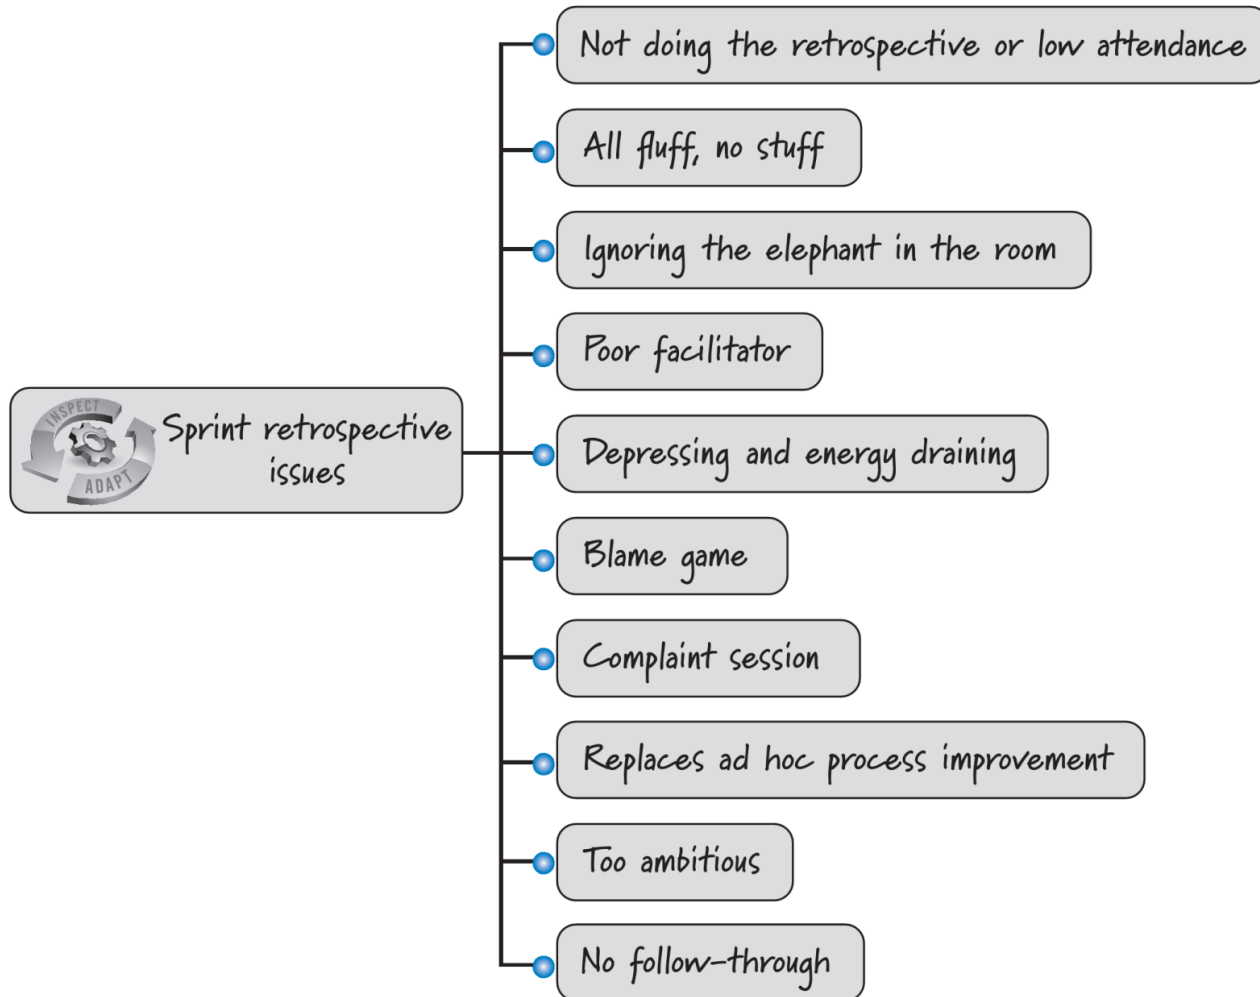 Not doing the retrospective or low attendance
All fluff, no stuff
Ignoring the elephant in the room
Poor facilitator
INSPECT
ADAPT
Sprint retrospective
issues
Depressing and energy draining
Blame game
Complaint session
Replaces ad hoc process improvement
Too ambitious
No follow-through